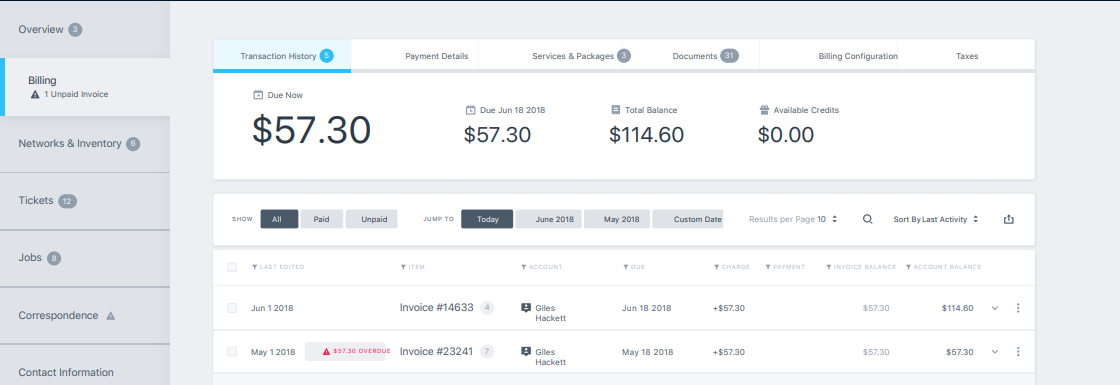 Overview 3
Billing
1 Unpaid Invoice
Networks & Inventory 6
Tickets 12
Jobs 8
Correspondence
Contact Information
Transaction History 5 Payment Details Services & Packages 3 Documents 31 Billing Configuration Taxes
Due Now
$57.30
Due Jun 18 2018
$57.30
Total Balance
$114.60
Available Credits
$0.00
SHOW All Paid Unpaid JUMP TO Today June 2018 May 2018 Custom Date Results per Page 10 Sort By Last Activity
LAST EDITED ITEM ACCOUNT DUE CHARGE PAYMENT INVOICE BALANCE ACCOUNT BALANCE
Jun 1 2018 Invoice #14633 4 Giles Jun 18 2018 +$57.30 $57.30 $114.60
Hackett
May 1 2018 $57.30 OVERDUE Invoice #23241 7 Giles May 18 2018 +$57.30 $57.30 $57.30
Hackett